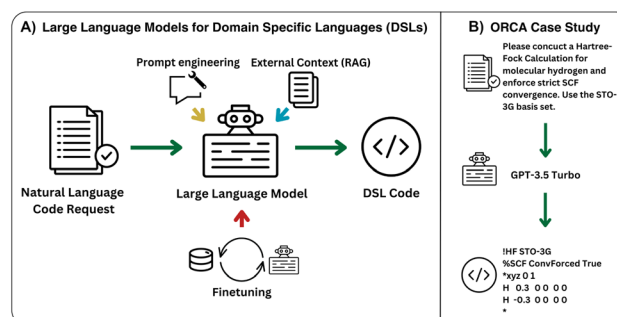 A) Large Language Models for Domain Specific Languages (DSLs)
Prompt engineering
External Context (RAG)
</>
Natural Language
Code Request
Large Language Model
DSL Code
Finetuning
B) ORCA Case Study
Please concuct a Hartree-
Fock Calculation for
molecular hydrogen and
enforce strict SCF
convergence. Use the STO-
3G basis set.
GPT-3.5 Turbo
</>
!HF STO-3G
%SCF ConvForced True
*xyz 0 1
H 0.3 0 0 0 0
H -0.3 0 0 0 0
*